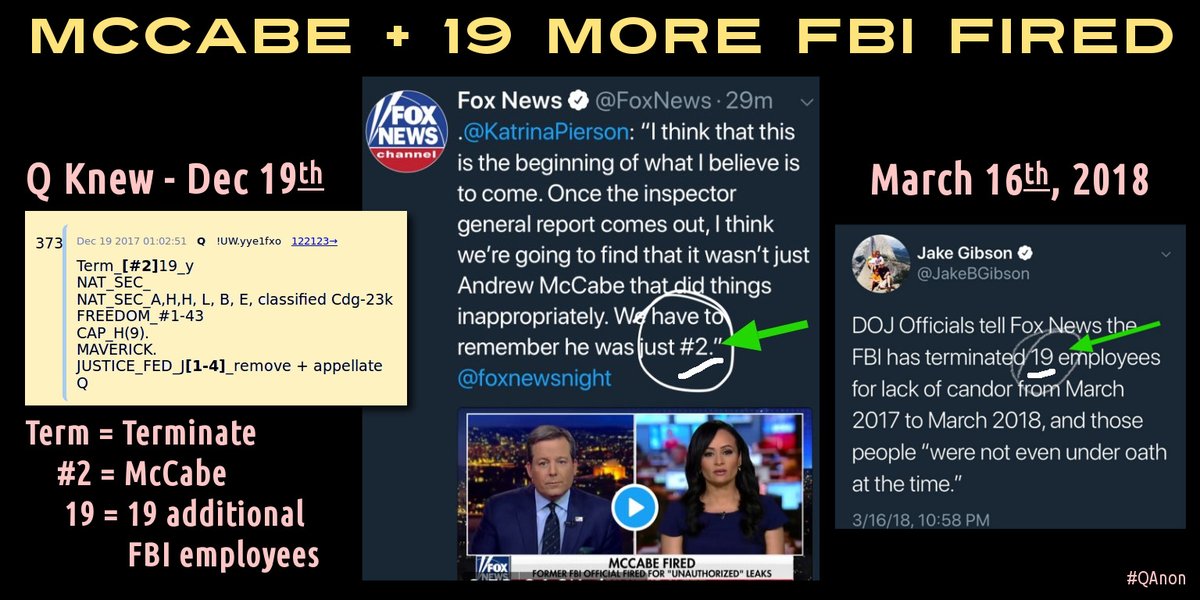 MCCABE + 19 MORE FBI FIRED
Q Knew - Dec 19th
373
Dec 19 2017 01:02:51 Q !UW.yye1fxo 122123→
Term_[#2]19_y
NAT_SEC_
NAT_SEC_A,H,H, L, B, E, classified Cdg-23k
FREEDOM_#1-43
CAP_H(9).
MAVERICK.
JUSTICE_FED_J[1-4]_remove + appellate
Q
Term = Terminate
#2 = McCabe
19 = 19 additional
FBI employees
FOX
NEWS
channel
Fox News @FoxNews · 29m
.@KatrinaPierson: “I think that this
is the beginning of what I believe is
to come. Once the inspector
general report comes out, I think
we’re going to find that it wasn’t just
Andrew McCabe that did things
inappropriately. We have to
remember he was just #2.”
@foxnewsnight
FOX
NEWS
MCCABE FIRED
FORMER FBI OFFICIAL FIRED FOR "UNAUTHORIZED" LEAKS
March 16th, 2018
Jake Gibson
@JakeBGibson
DOJ Officials tell Fox News the
FBI has terminated 19 employees
for lack of candor from March
2017 to March 2018, and those
people “were not even under oath
at the time.”
3/16/18, 10:58 PM
#QAnon